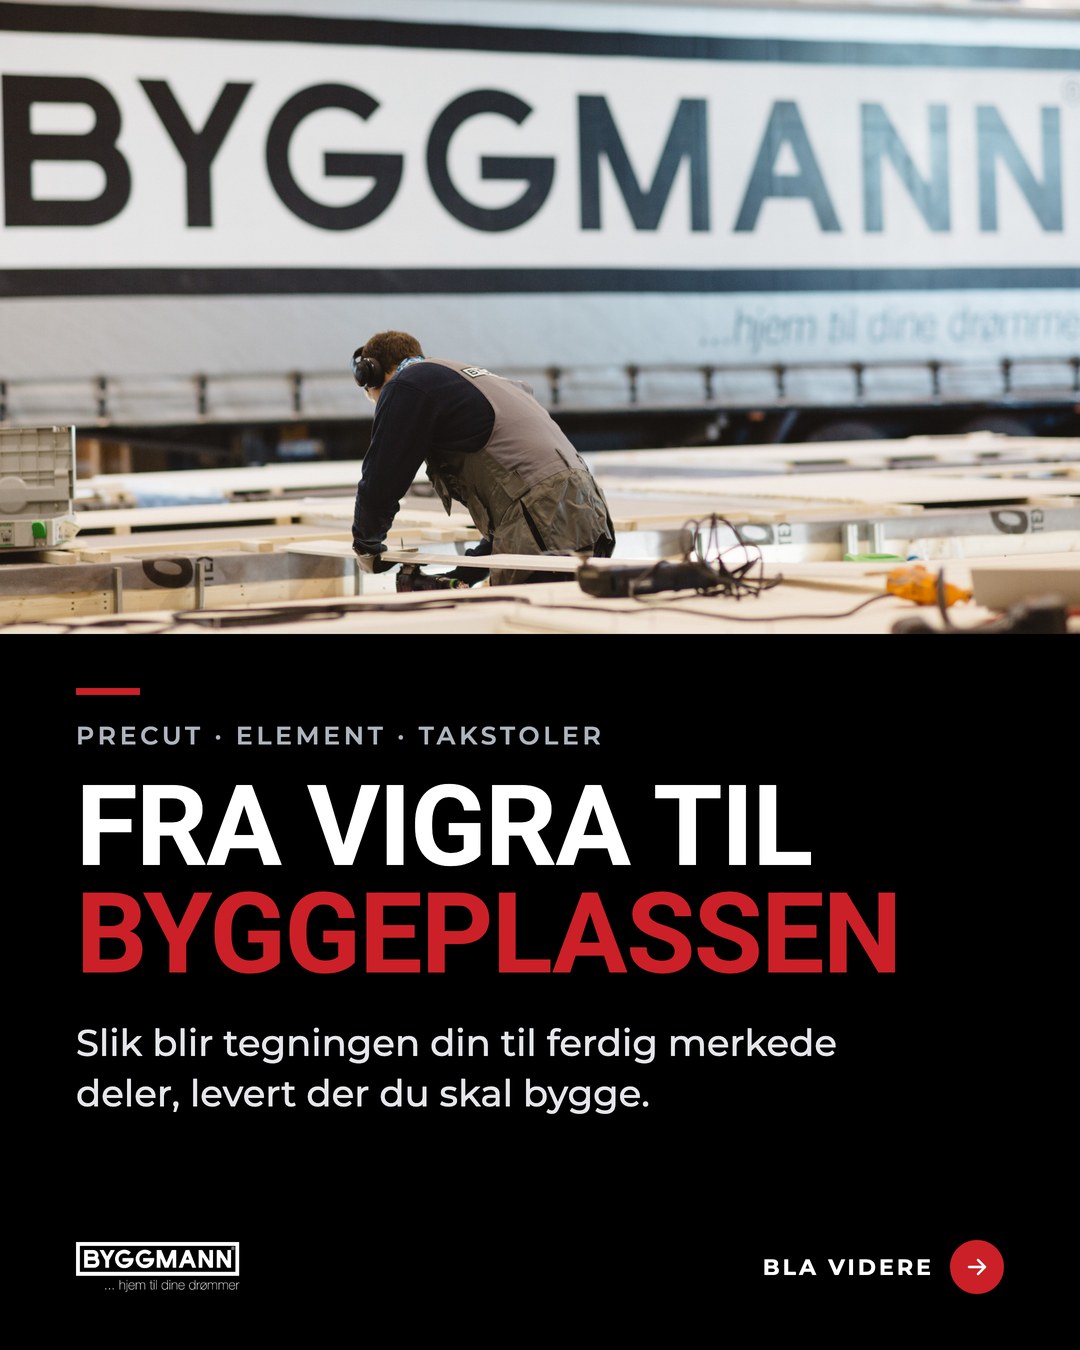 BYGGMANN
...hjem til dine drømme
PRECUT · ELEMENT · TAKSTOLER
FRA VIGRA TIL
BYGGEPLASSEN
Slik blir tegningen din til ferdig merkede
deler, levert der du skal bygge.
BYGGMANN
... hjem til dine drømmer
BLA VIDERE